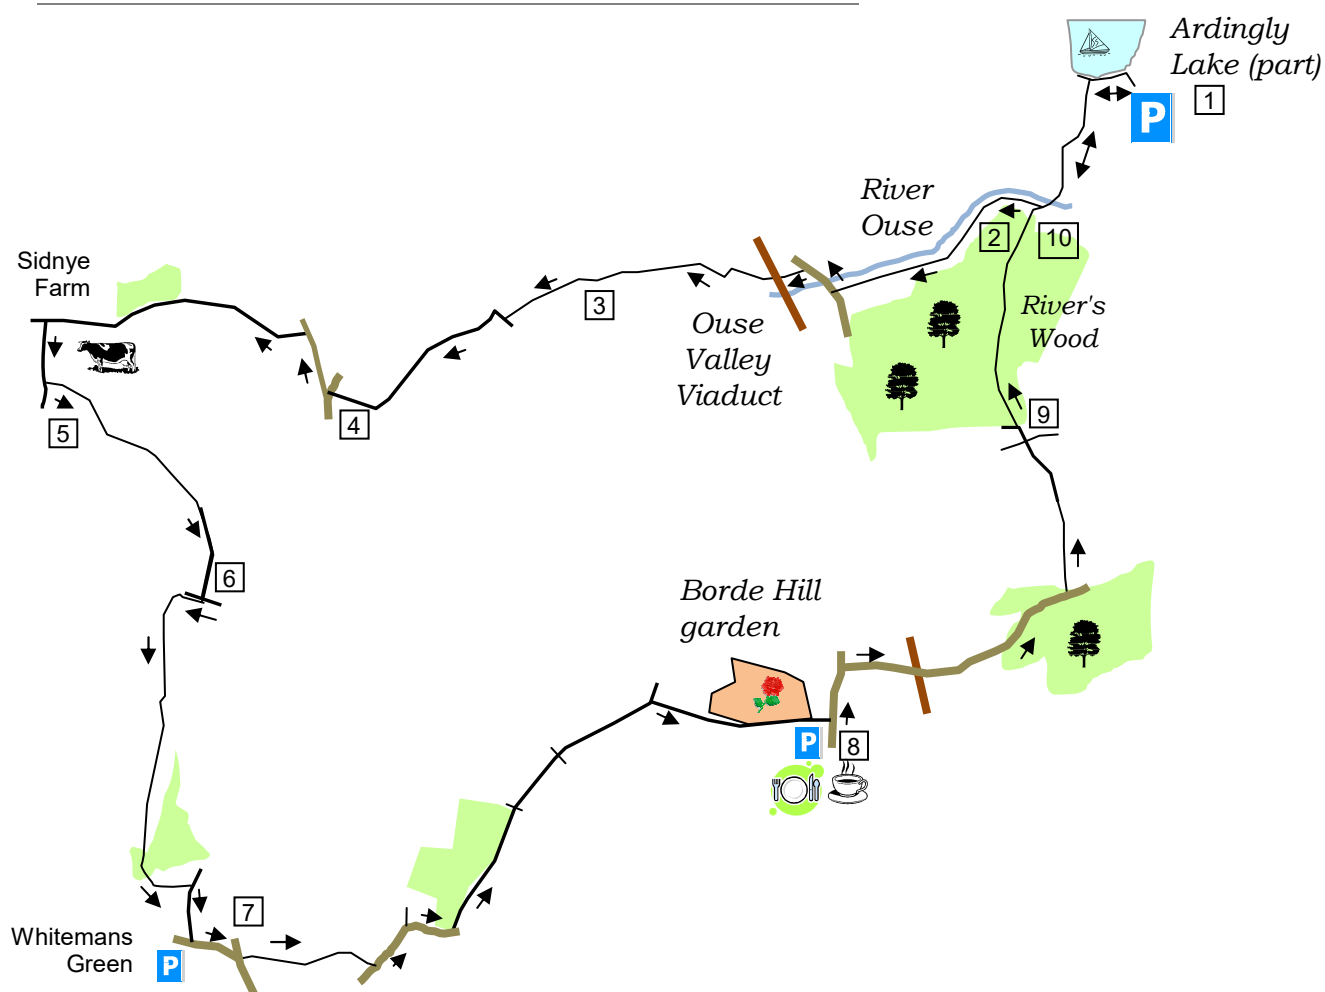 Ardingly
Lake (part)
1
P
River
Ouse
2
10
Sidnye
Farm
3
River's
Wood
Ouse
Valley
Viaduct
4
9
5
6
Borde Hill
garden
P
8
7
Whitemans
Green
P